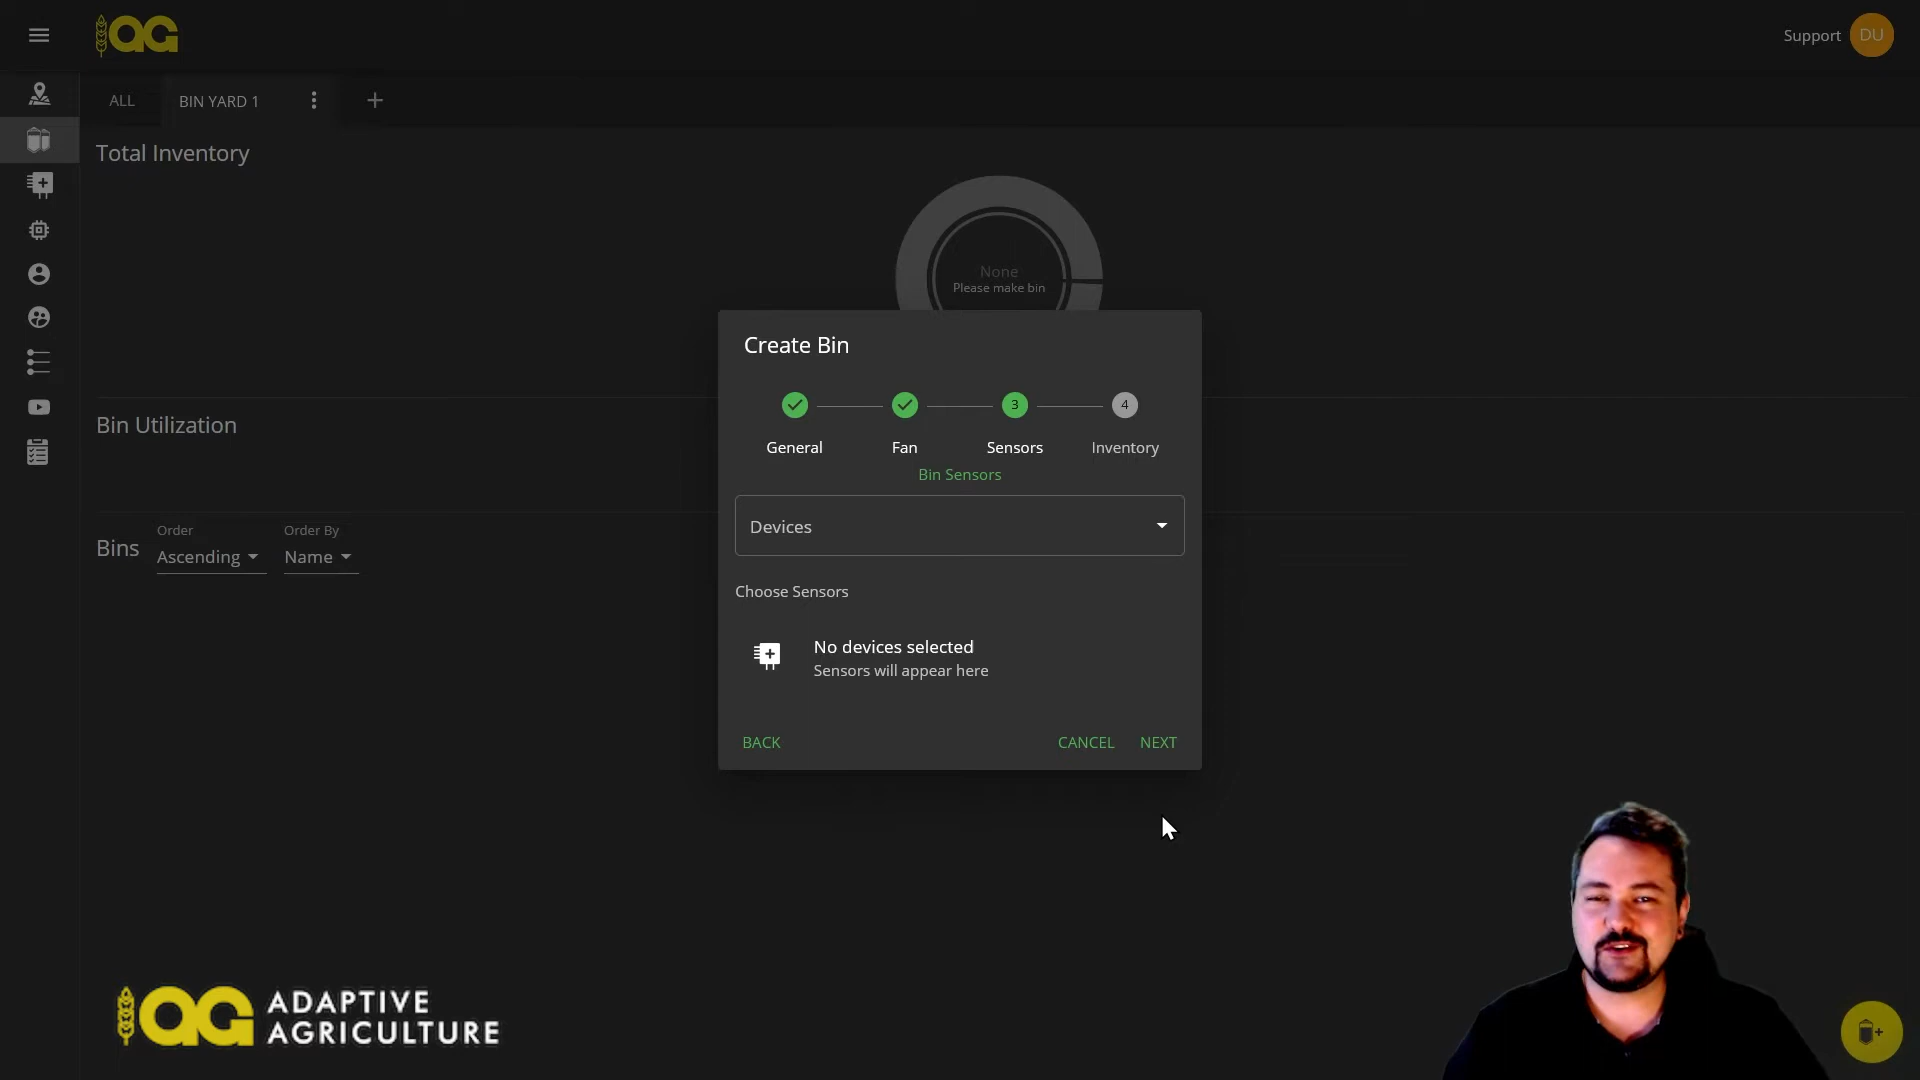 aG
Support
DU
ALL
BIN YARD 1
Total Inventory
None
Please make bin
Create Bin
3
4
General
Fan
Sensors
Inventory
Bin Sensors
Bin Utilization
Devices
Order
Order By
Bins
Ascending
Name
Choose Sensors
No devices selected
Sensors will appear here
BACK
CANCEL
NEXT
aG
ADAPTIVE
AGRICULTURE